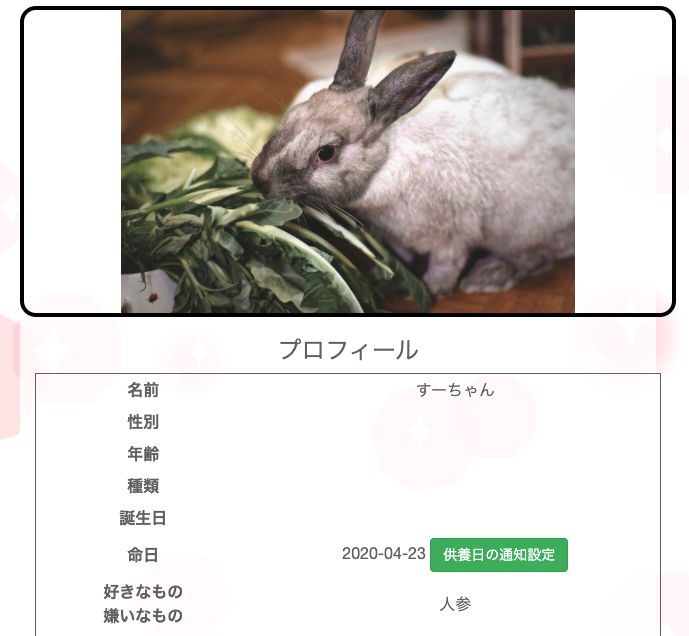 プロフィール
名前 すーちゃん
性別
年齢
種類
誕生日
命日 2020-04-23 供養日の通知設定
好きなもの
嫌いなもの 人参